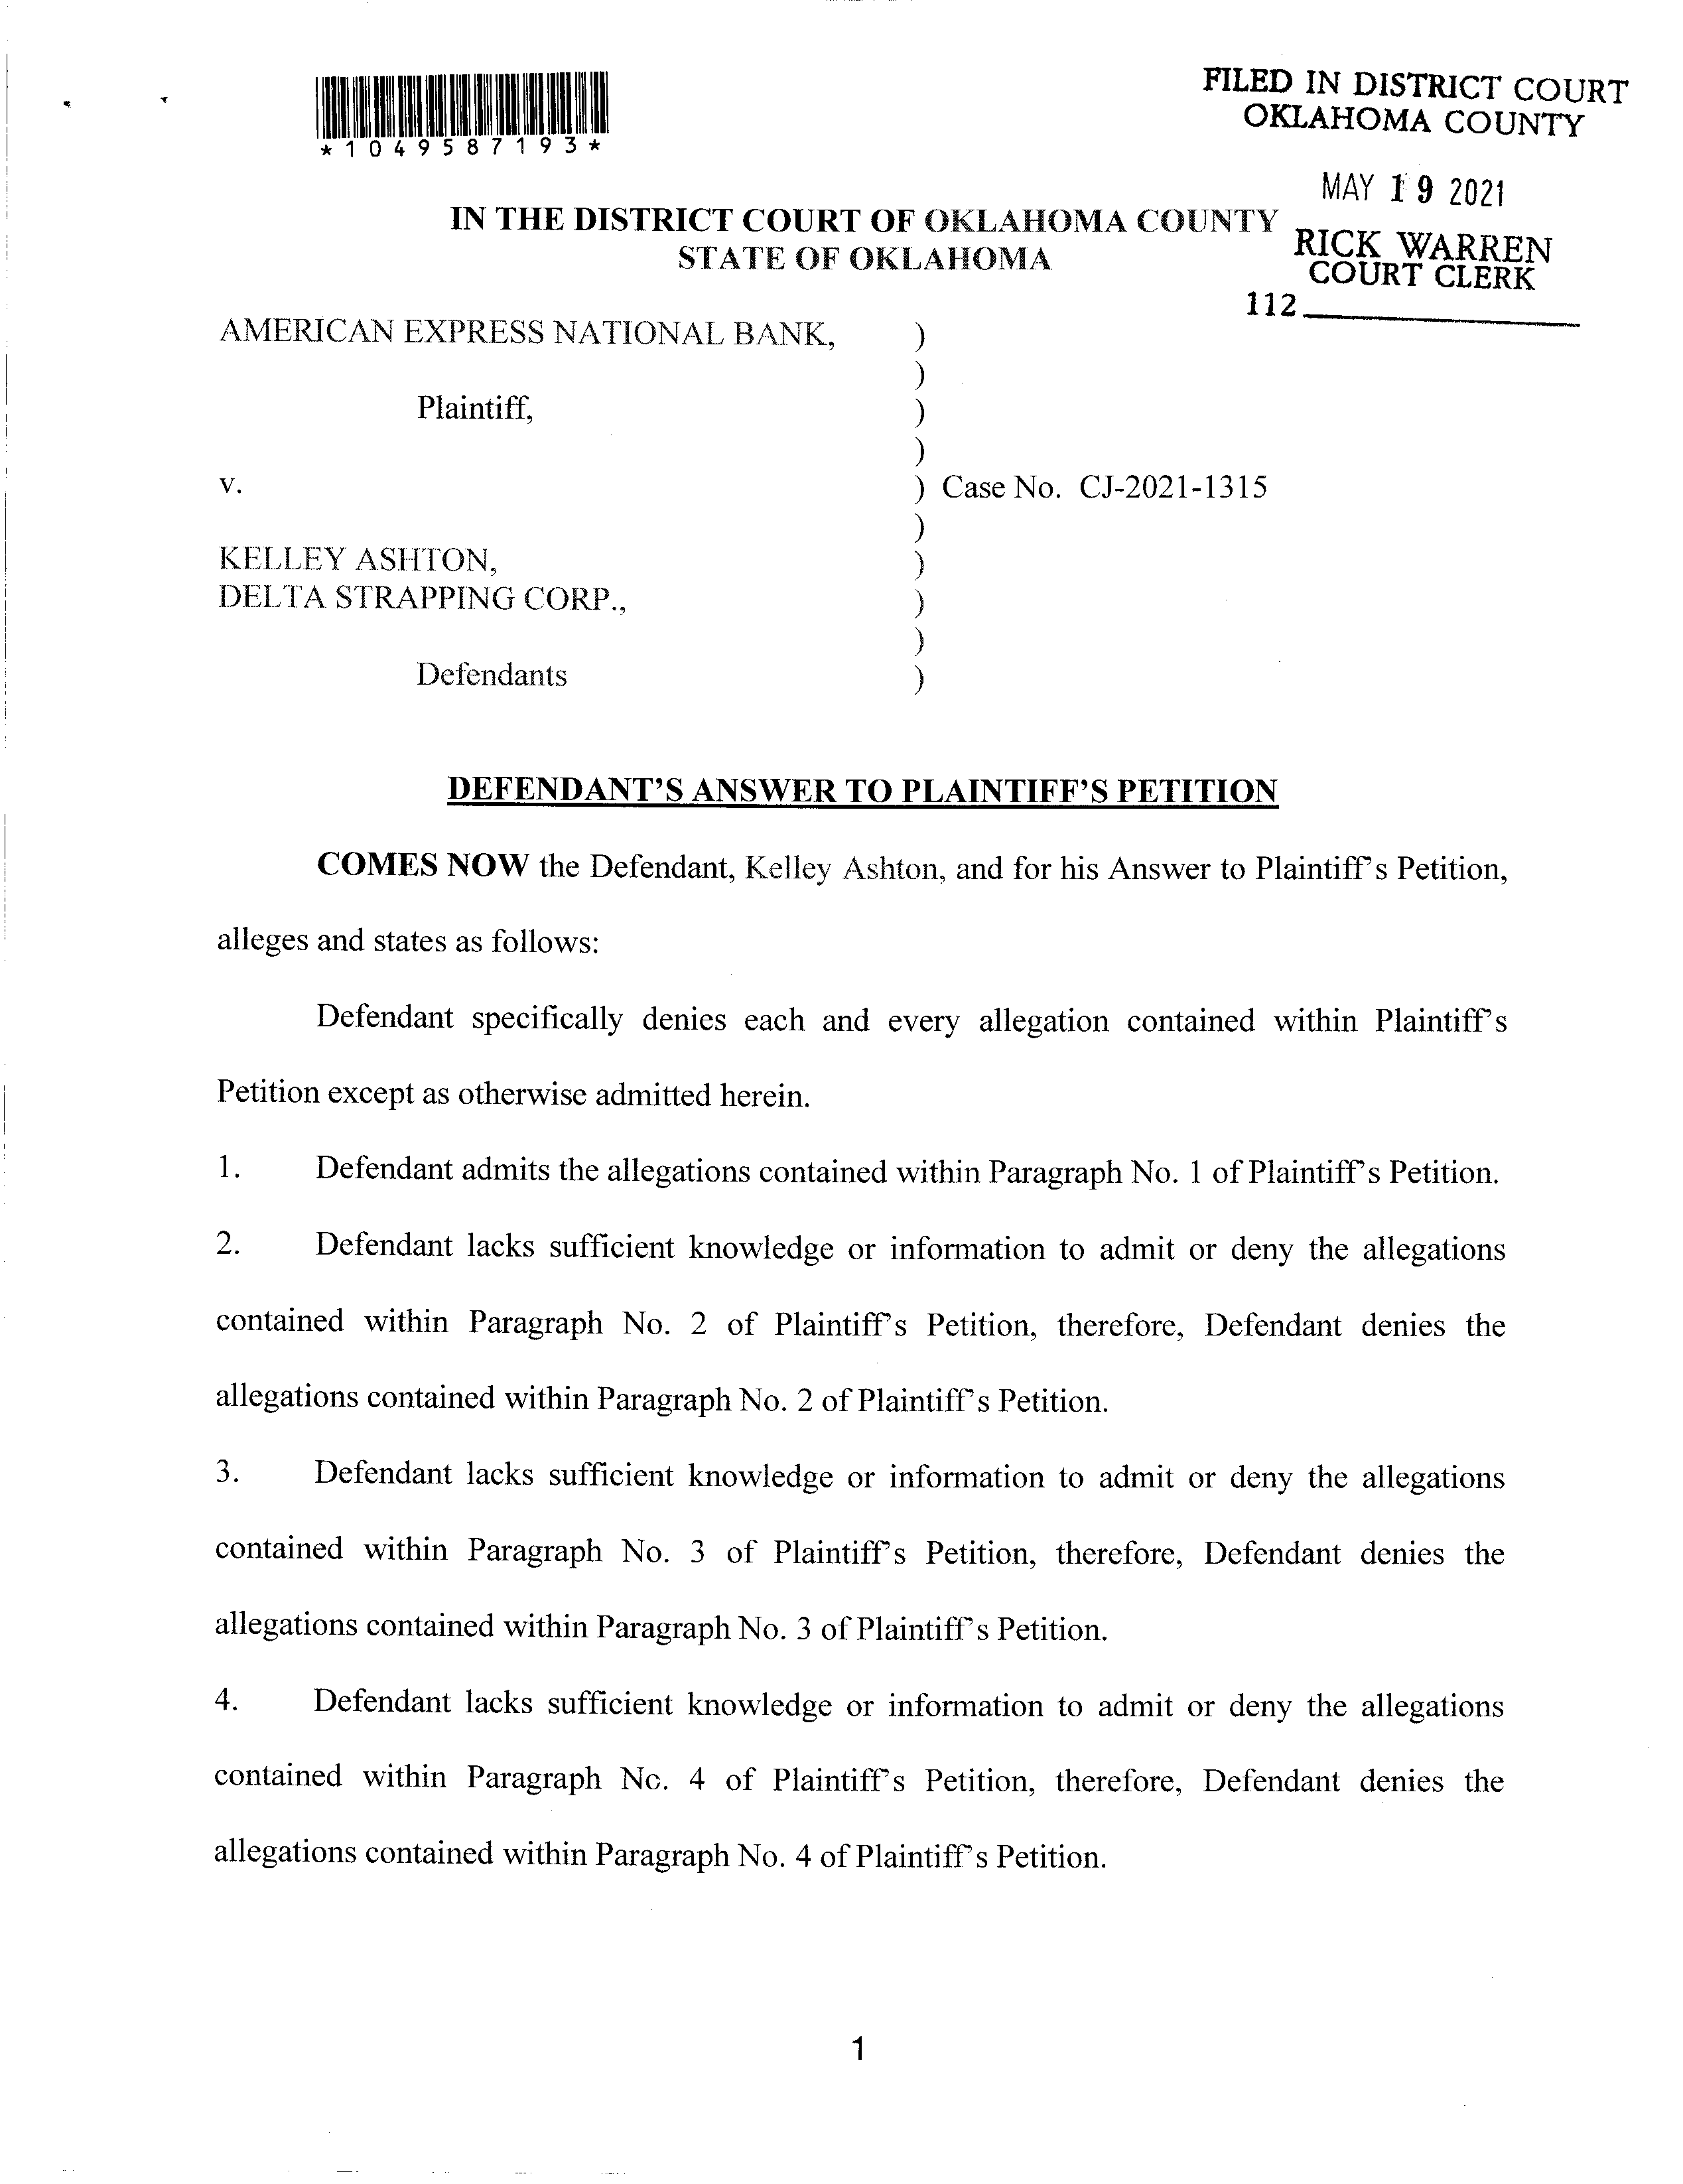 FILED IN DISTRICT COURT
OKLAHOMA COUNTY
*1049587193*
MAY 19 2021
IN THE DISTRICT COURT OF OKLAHOMA COUNTY
STATE OF OKLAHOMA
RICK WARREN
COURT CLERK
112
AMERICAN EXPRESS NATIONAL BANK, )
)
Plaintiff, )
)
v. ) Case No. CJ-2021-1315
)
KELLEY ASHTON, )
DELTA STRAPPING CORP., )
)
Defendants )
DEFENDANT'S ANSWER TO PLAINTIFF'S PETITION
COMES NOW the Defendant, Kelley Ashton, and for his Answer to Plaintiff's Petition,
alleges and states as follows:
Defendant specifically denies each and every allegation contained within Plaintiff's
Petition except as otherwise admitted herein.
1. Defendant admits the allegations contained within Paragraph No. 1 of Plaintiff's Petition.
2. Defendant lacks sufficient knowledge or information to admit or deny the allegations
contained within Paragraph No. 2 of Plaintiff's Petition, therefore, Defendant denies the
allegations contained within Paragraph No. 2 of Plaintiff's Petition.
3. Defendant lacks sufficient knowledge or information to admit or deny the allegations
contained within Paragraph No. 3 of Plaintiff's Petition, therefore, Defendant denies the
allegations contained within Paragraph No. 3 of Plaintiff's Petition.
4. Defendant lacks sufficient knowledge or information to admit or deny the allegations
contained within Paragraph No. 4 of Plaintiff's Petition, therefore, Defendant denies the
allegations contained within Paragraph No. 4 of Plaintiff's Petition.
1